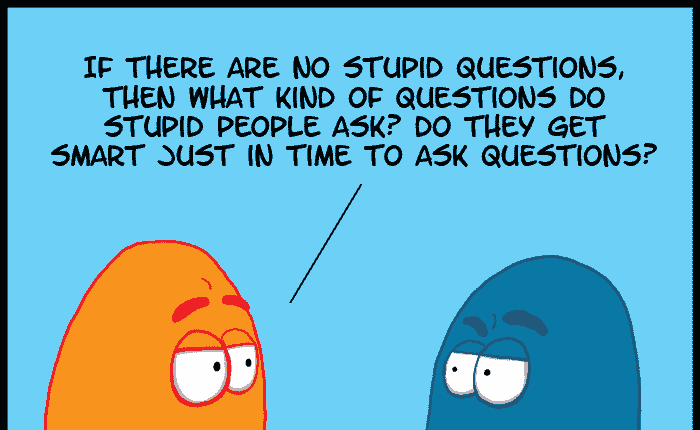 IF THERE ARE NO STUPID QUESTIONS,
THEN WHAT KIND OF QUESTIONS DO
STUPID PEOPLE ASK? DO THEY GET
SMART JUST IN TIME TO ASK QUESTIONS?